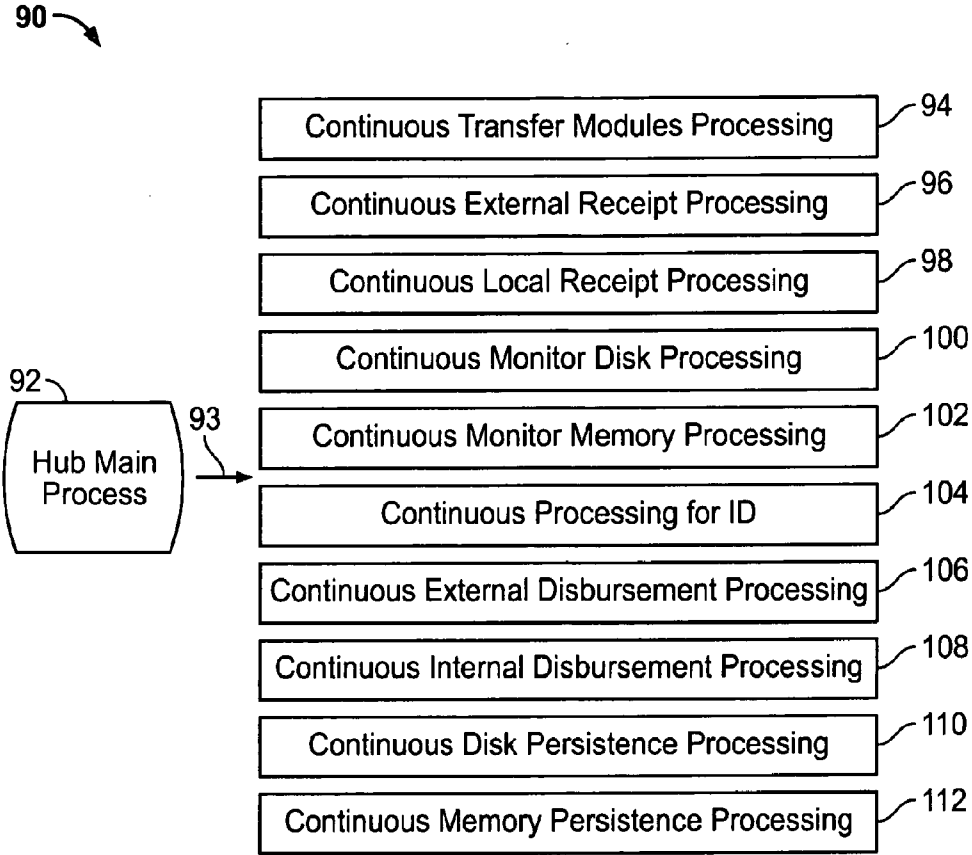 90
Continuous Transfer Modules Processing
94
Continuous External Receipt Processing
96
Continuous Local Receipt Processing
98
Continuous Monitor Disk Processing
100
92
Hub Main
Process
93
Continuous Monitor Memory Processing
102
Continuous Processing for ID
104
Continuous External Disbursement Processing
106
Continuous Internal Disbursement Processing
108
Continuous Disk Persistence Processing
110
Continuous Memory Persistence Processing
112